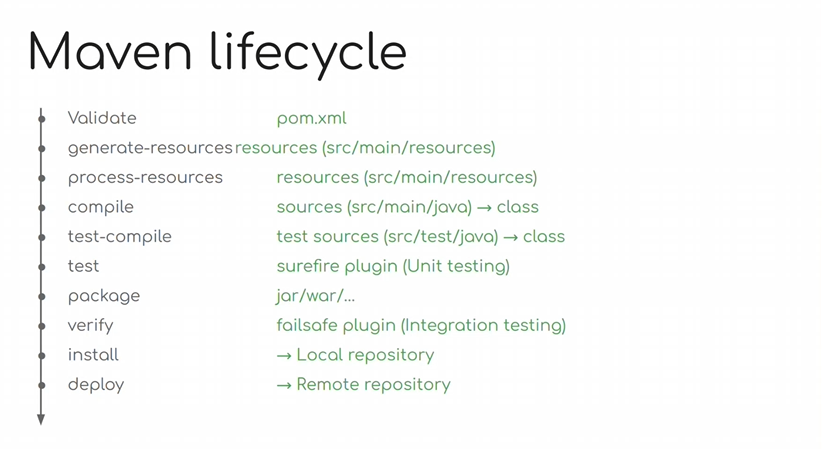 Maven lifecycle
Validate pom.xml
generate-resources resources (src/main/resources)
process-resources resources (src/main/resources)
compile sources (src/main/java) → class
test-compile test sources (src/test/java) → class
test surefire plugin (Unit testing)
package jar/war/...
verify failsafe plugin (Integration testing)
install → Local repository
deploy → Remote repository